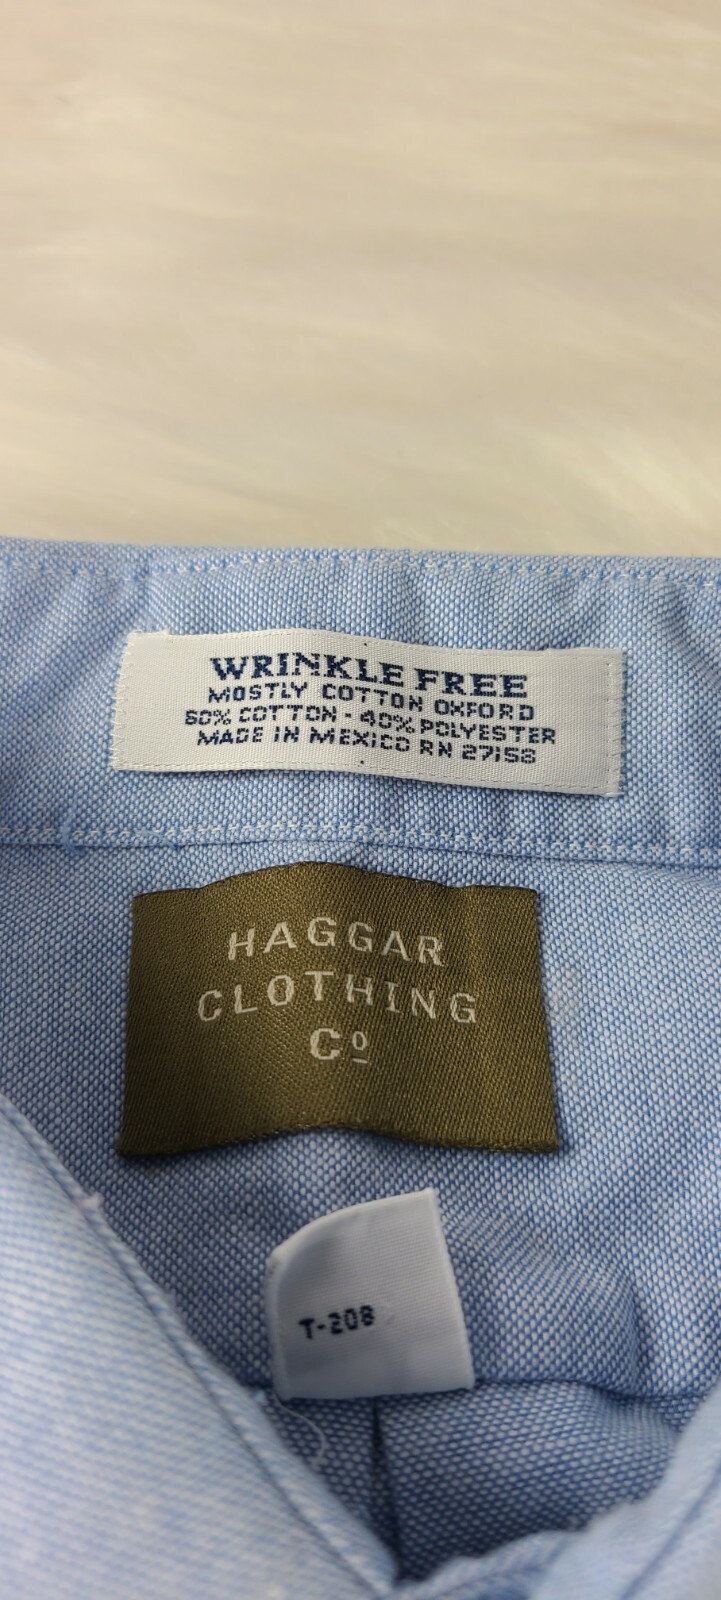 WRINKLE FREE
MOSTLY COTTON OXFORD
60% COTTON - 40% POLYESTER
MADE IN MEXICO RN 27158
HAGGAR
CLOTHING
Cº
T-208